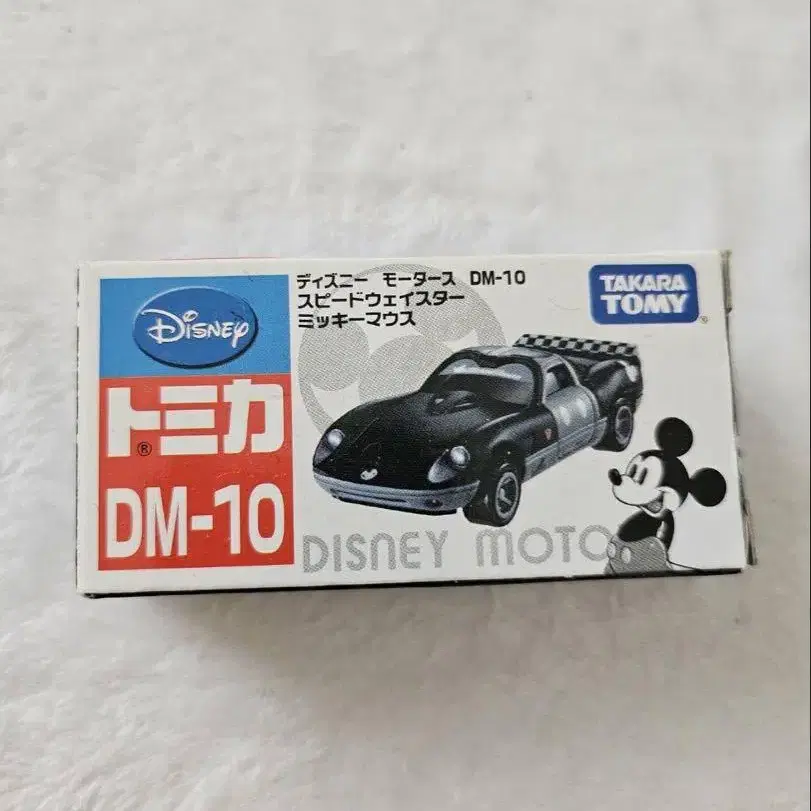 DISNEY
トミカ®
DM-10
ディズニー モータース DM-10
スピードウェイスター
ミッキーマウス
TAKARA
TOMY®
DISNEY MOTO